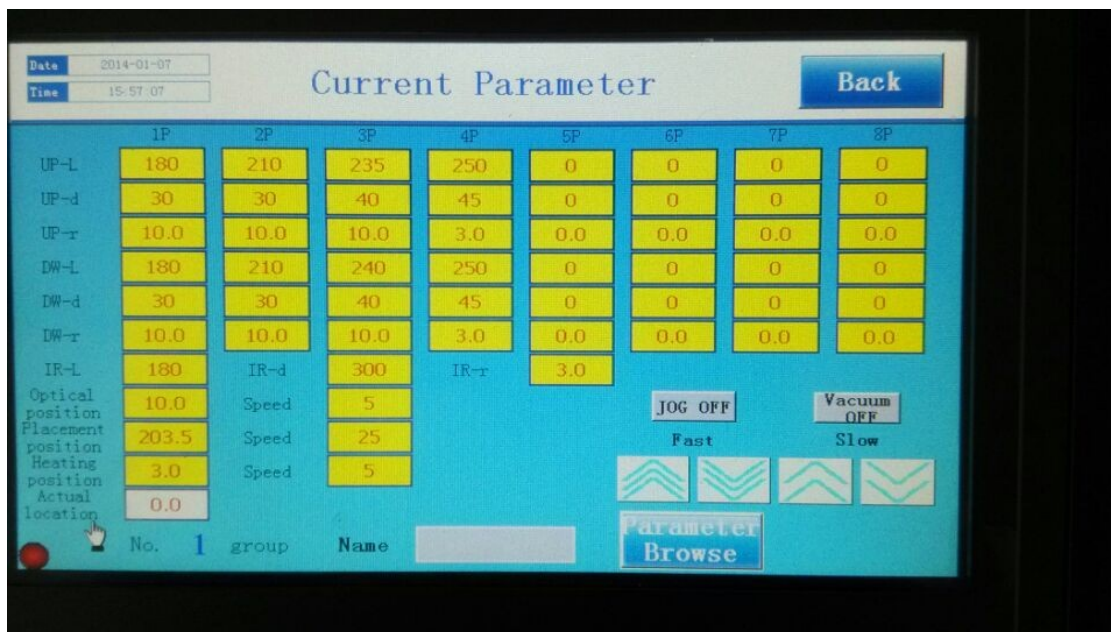 Date 2014-01-07
Current Parameter
Back
Time 15:57:07
1P 2P 3P 4P 5P 6P 7P 8P
UP-L 180 210 235 250 0 0 0 0
UP-d 30 30 40 45 0 0 0 0
UP-r 10.0 10.0 10.0 3.0 0.0 0.0 0.0 0.0
DW-L 180 210 240 250 0 0 0 0
DW-d 30 30 40 45 0 0 0 0
DW-r 10.0 10.0 10.0 3.0 0.0 0.0 0.0 0.0
IR-L 180 IR-d 300 IR-r 3.0
Optical
position 10.0 Speed 5
JOG OFF
Vacuum
OFF
Placement
position 203.5 Speed 25
Fast Slow
Heating
position 3.0 Speed 5
Actual
location 0.0
No. 1 group Name
Parameter
Browse